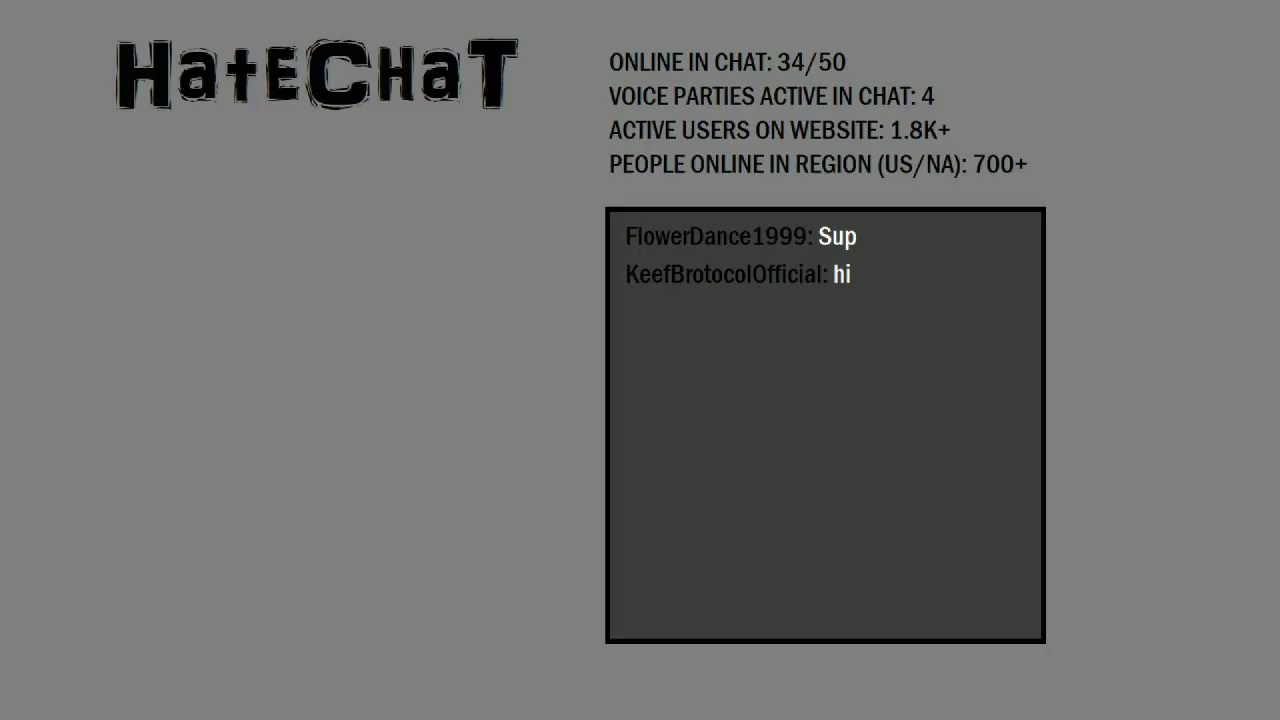 HatEChaT
ONLINE IN CHAT: 34/50
VOICE PARTIES ACTIVE IN CHAT: 4
ACTIVE USERS ON WEBSITE: 1.8K+
PEOPLE ONLINE IN REGION (US/NA): 700+
FlowerDance1999: Sup
KeefBrotocolOfficial: hi